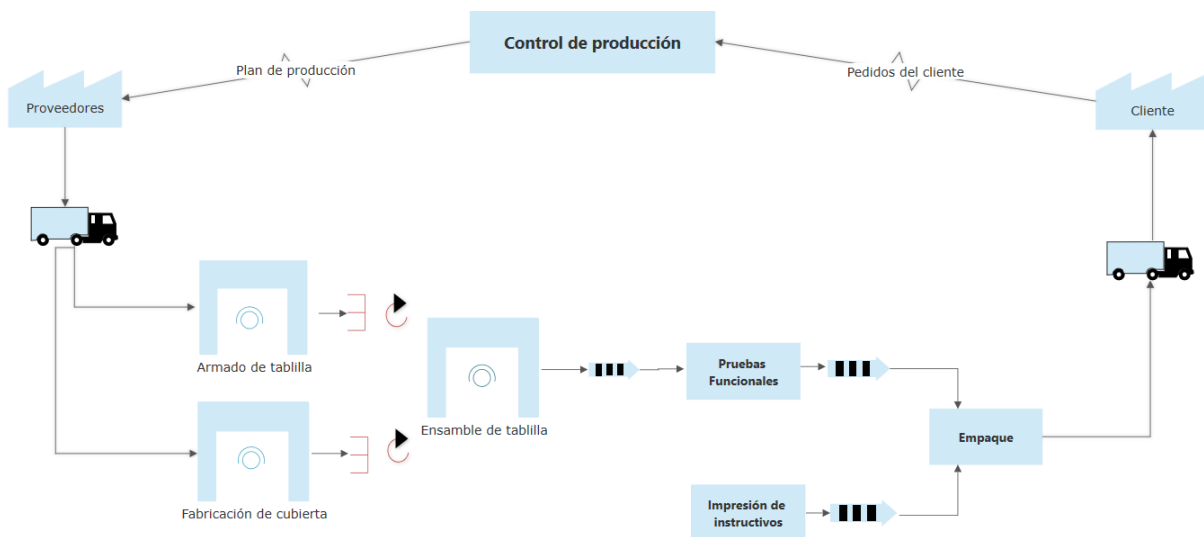 Control de producción
Plan de producción
Pedidos del cliente
Proveedores
Cliente
Armado de tablilla
Pruebas
Funcionales
Ensamble de tablilla
Empaque
Fabricación de cubierta
Impresión de
instructivos